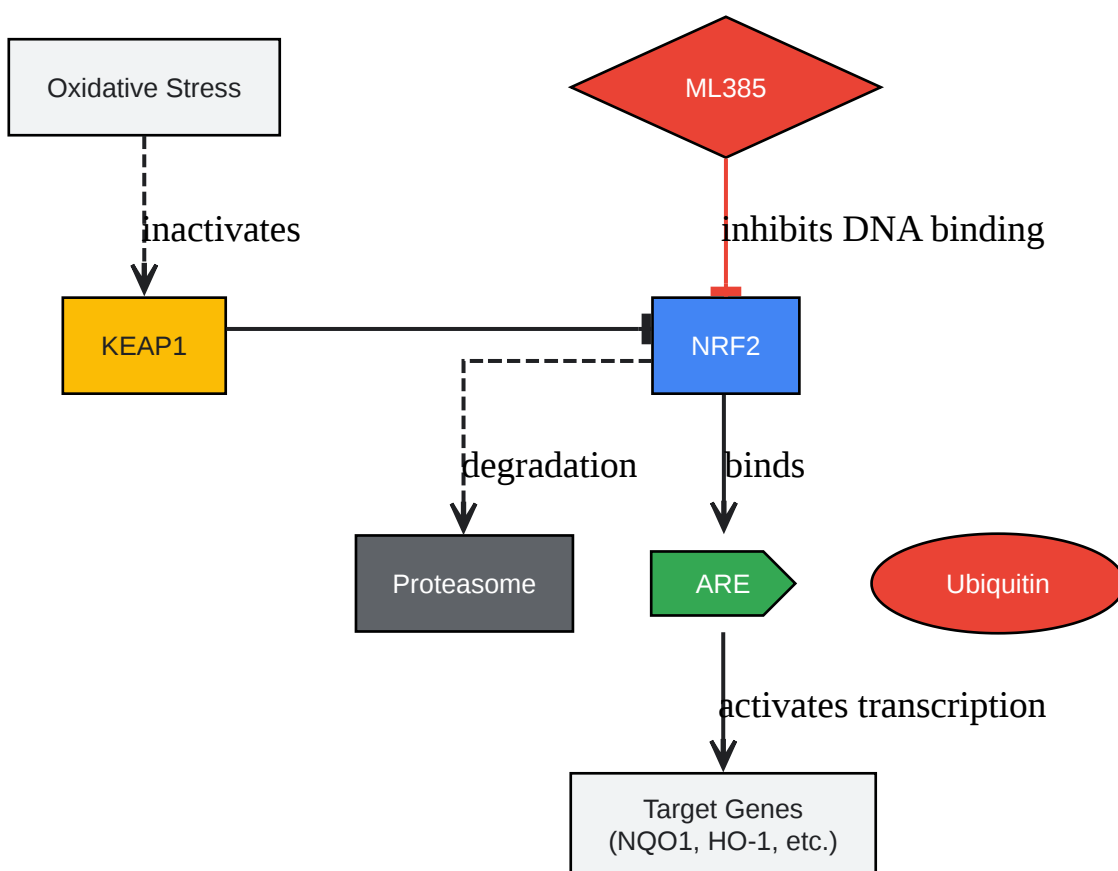 Oxidative Stress
ML385
inactivates
inhibits DNA binding
KEAP1
NRF2
degradation
binds
Proteasome
ARE
Ubiquitin
activates transcription
Target Genes
(NQO1, HO-1, etc.)